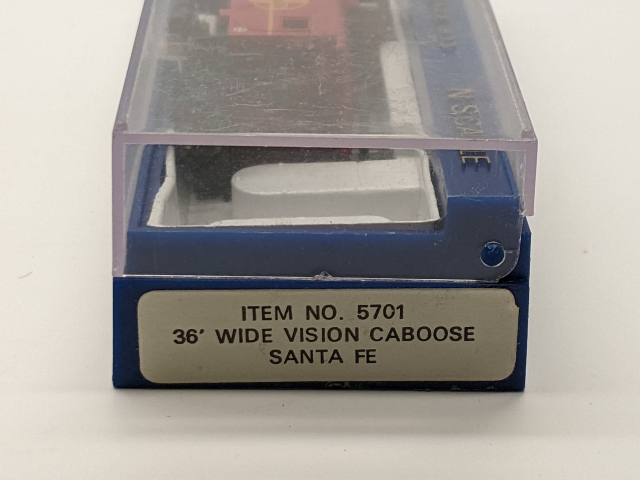 N SCALE
ITEM NO. 5701
36' WIDE VISION CABOOSE
SANTA FE